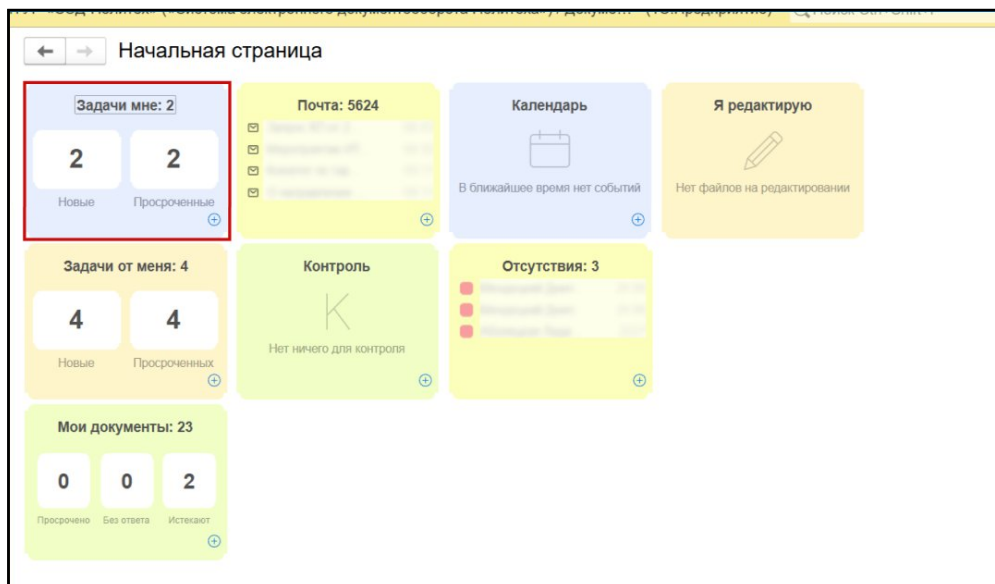 Начальная страница
Задачи мне: 2
2 2
Новые Просроченные
Почта: 5624
Календарь
В ближайшее время нет событий
Я редактирую
Нет файлов на редактировании
Задачи от меня: 4
4 4
Новые Просроченных
Контроль
К
Нет ничего для контроля
Отсутствия: 3
Мои документы: 23
0 0 2
Просрочено Без ответа Истекают